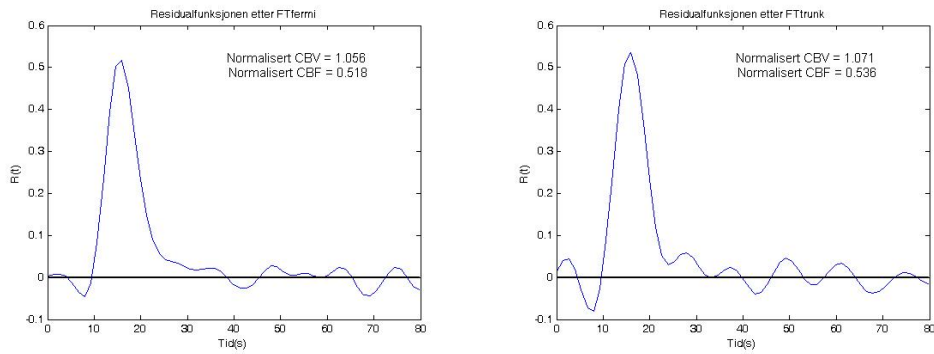 Residualfunksjonen etter FTfermi
Normalisert CBV = 1.056
Normalisert CBF = 0.518
R(t)
0.6
0.5
0.4
0.3
0.2
0.1
0
-0.1
0 10 20 30 40 50 60 70 80
Tid(s)
Residualfunksjonen etter FTtrunk
Normalisert CBV = 1.071
Normalisert CBF = 0.536
R(t)
0.6
0.5
0.4
0.3
0.2
0.1
0
-0.1
0 10 20 30 40 50 60 70 80
Tid(s)